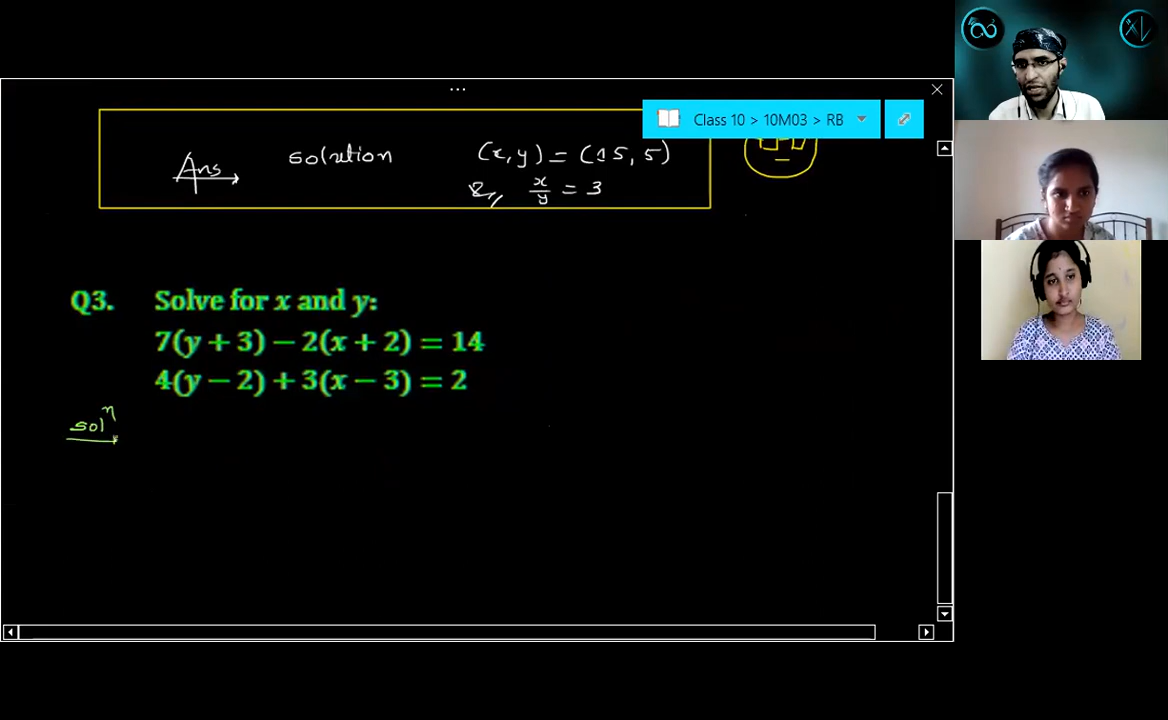 Class 10 > 10M03 > RB
Ans solution (x, y) = (15, 5)
& x/y = 3
Q3. Solve for x and y:
7(y + 3) − 2(x + 2) = 14
4(y − 2) + 3(x − 3) = 2
solⁿ